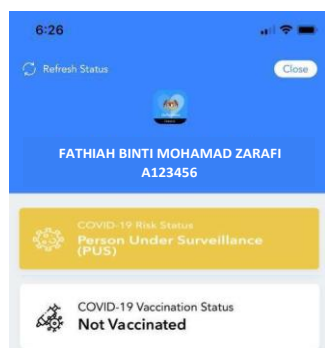 6:26
Refresh Status
Close
FATHIAH BINTI MOHAMAD ZARAFI
A123456
COVID-19 Risk Status
Person Under Surveillance
(PUS)
COVID-19 Vaccination Status
Not Vaccinated